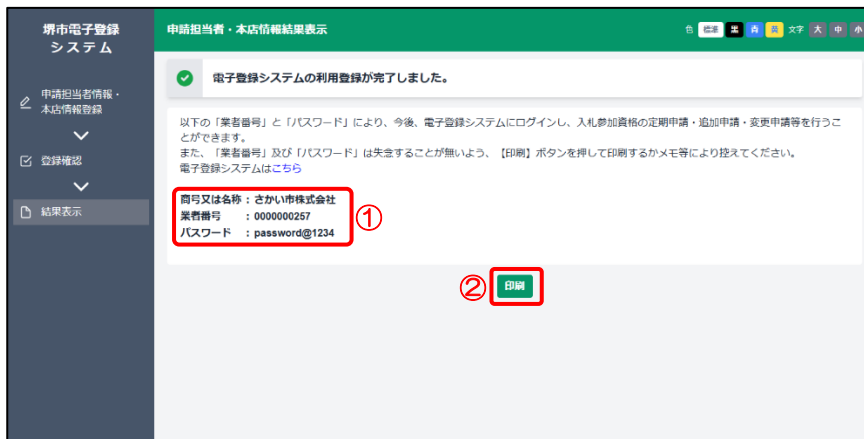 堺市電子登録
システム
申請担当者情報・
本店情報登録
登録確認
結果表示
申請担当者・本店情報結果表示
色 標準 黒 青 黄 文字 大 中 小
電子登録システムの利用登録が完了しました。
以下の「業者番号」と「パスワード」により、今後、電子登録システムにログインし、入札参加資格の定期申請・追加申請・変更申請等を行うこ
とができます。
また、「業者番号」及び「パスワード」は失念することが無いよう、【印刷】ボタンを押して印刷するかメモ等により控えてください。
電子登録システムはこちら
商号又は名称 : さかい市株式会社
業者番号 : 0000000257
パスワード : password@1234
①
②
印刷